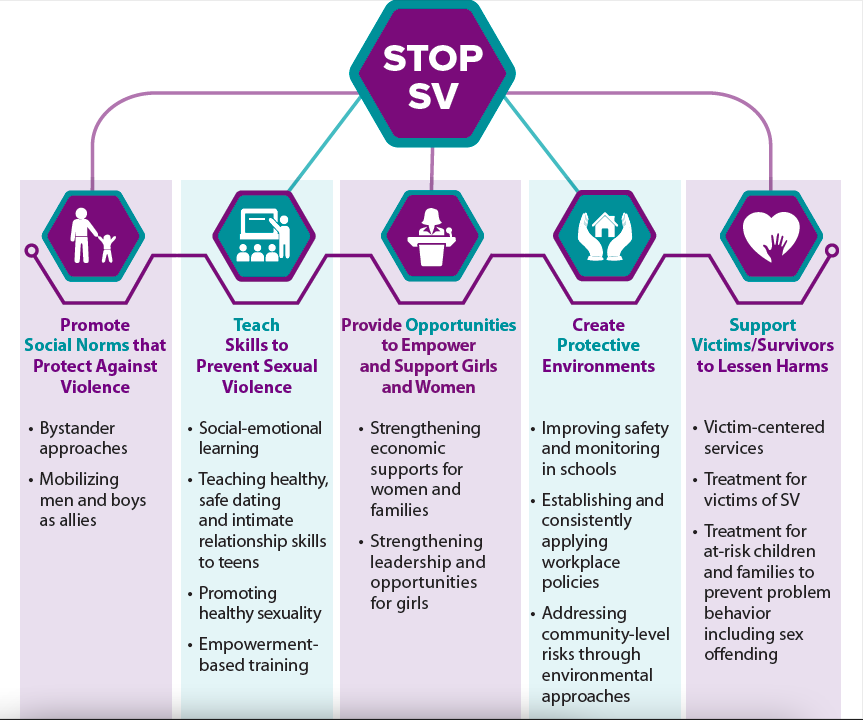 STOP
SV
Promote
Social Norms that
Protect Against
Violence
• Bystander
approaches
• Mobilizing
men and boys
as allies
Teach
Skills to
Prevent Sexual
Violence
• Social-emotional
learning
• Teaching healthy,
safe dating
and intimate
relationship skills
to teens
• Promoting
healthy sexuality
• Empowerment-
based training
Provide Opportunities
to Empower
and Support Girls
and Women
• Strengthening
economic
supports for
women and
families
• Strengthening
leadership and
opportunities
for girls
Create
Protective
Environments
• Improving safety
and monitoring
in schools
• Establishing and
consistently
applying
workplace
policies
• Addressing
community-level
risks through
environmental
approaches
Support
Victims/Survivors
to Lessen Harms
• Victim-centered
services
• Treatment for
victims of SV
• Treatment for
at-risk children
and families to
prevent problem
behavior
including sex
offending